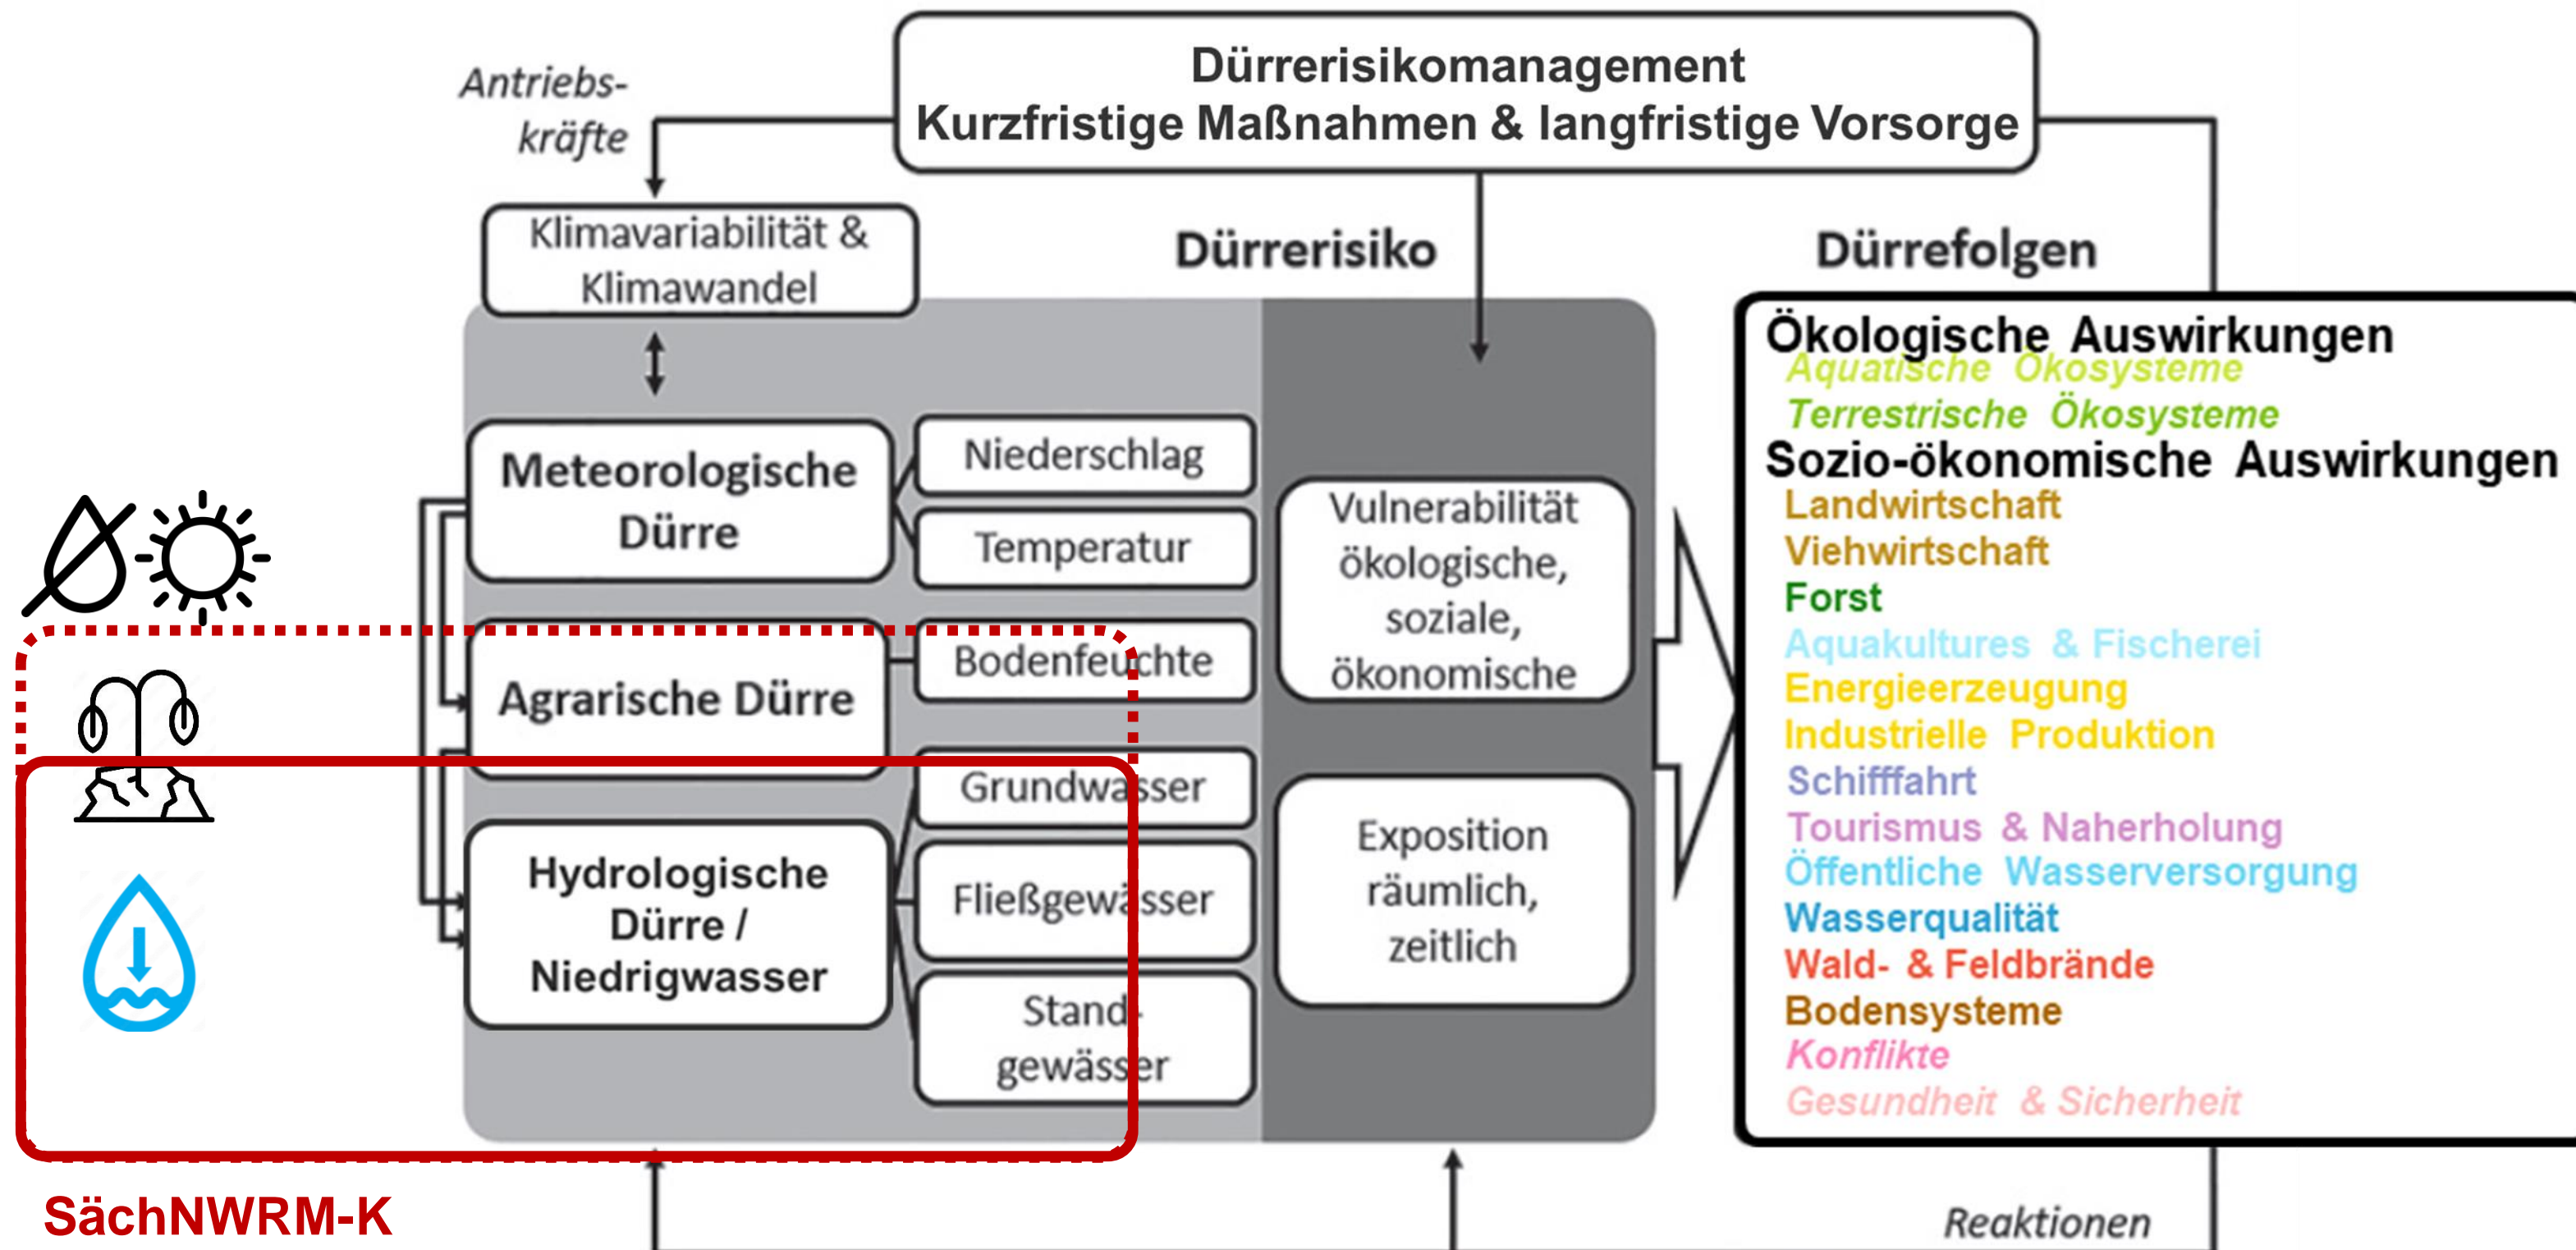 Antriebs-
kräfte
Dürrerisikomanagement
Kurzfristige Maßnahmen & langfristige Vorsorge
Klimavariabilität &
Klimawandel
Dürrerisiko
Dürrefolgen
Meteorologische
Dürre
Niederschlag
Temperatur
Agrarische Dürre
Bodenfeuchte
Hydrologische
Dürre /
Niedrigwasser
Grundwasser
Fließgewässer
Stand-
gewässer
Vulnerabilität
ökologische,
soziale,
ökonomische
Exposition
räumlich,
zeitlich
Ökologische Auswirkungen
Aquatische Ökosysteme
Terrestrische Ökosysteme
Sozio-ökonomische Auswirkungen
Landwirtschaft
Viehwirtschaft
Forst
Aquakultures & Fischerei
Energieerzeugung
Industrielle Produktion
Schifffahrt
Tourismus & Naherholung
Öffentliche Wasserversorgung
Wasserqualität
Wald- & Feldbrände
Bodensysteme
Konflikte
Gesundheit & Sicherheit
SächNWRM-K
Reaktionen